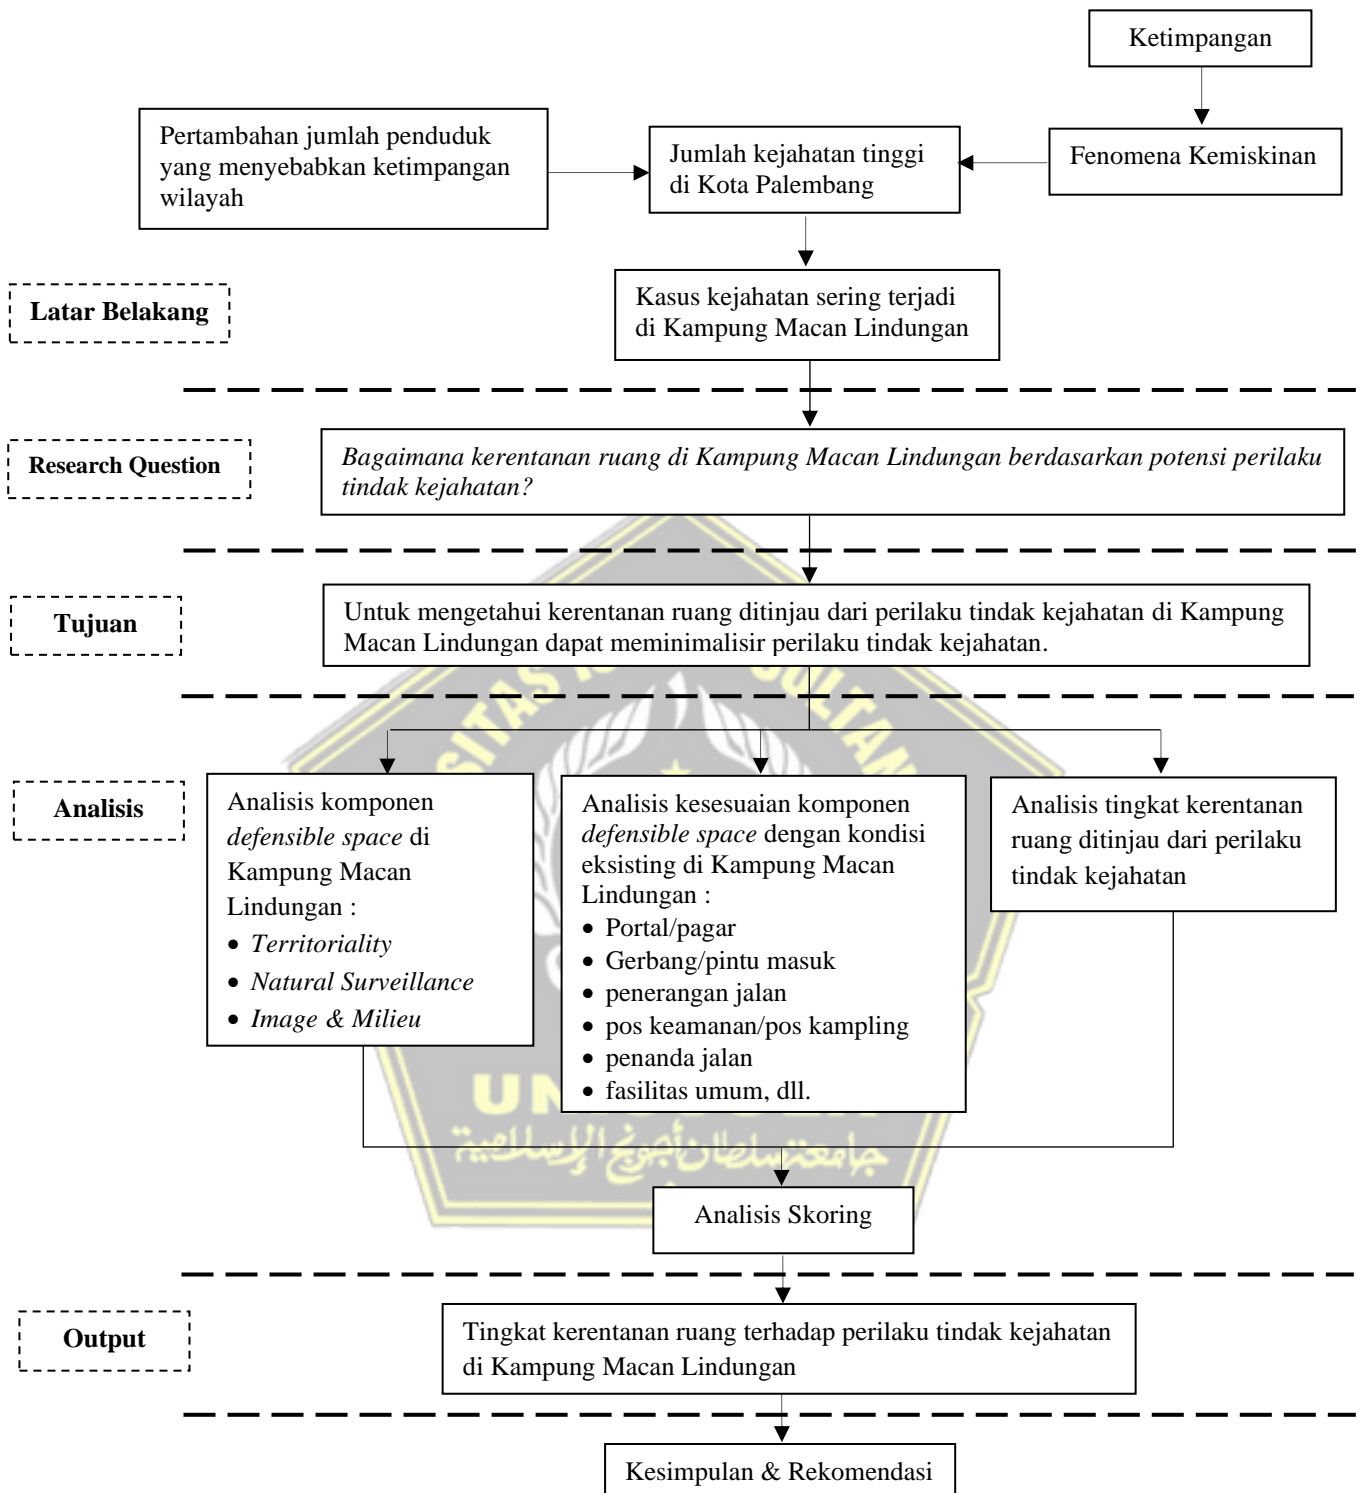 Ketimpangan
Pertambahan jumlah penduduk
yang menyebabkan ketimpangan
wilayah
Jumlah kejahatan tinggi
di Kota Palembang
Fenomena Kemiskinan
Latar Belakang
Kasus kejahatan sering terjadi
di Kampung Macan Lindungan
Research Question
Bagaimana kerentanan ruang di Kampung Macan Lindungan berdasarkan potensi perilaku
tindak kejahatan?
Tujuan
Untuk mengetahui kerentanan ruang ditinjau dari perilaku tindak kejahatan di Kampung
Macan Lindungan dapat meminimalisir perilaku tindak kejahatan.
Analisis
Analisis komponen
defensible space di
Kampung Macan
Lindungan :
• Territoriality
• Natural Surveillance
• Image & Milieu
Analisis kesesuaian komponen
defensible space dengan kondisi
eksisting di Kampung Macan
Lindungan :
• Portal/pagar
• Gerbang/pintu masuk
• penerangan jalan
• pos keamanan/pos kampling
• penanda jalan
• fasilitas umum, dll.
Analisis tingkat kerentanan
ruang ditinjau dari perilaku
tindak kejahatan
جامعة سلطان أجونج الإسلامية
Analisis Skoring
Output
Tingkat kerentanan ruang terhadap perilaku tindak kejahatan
di Kampung Macan Lindungan
Kesimpulan & Rekomendasi